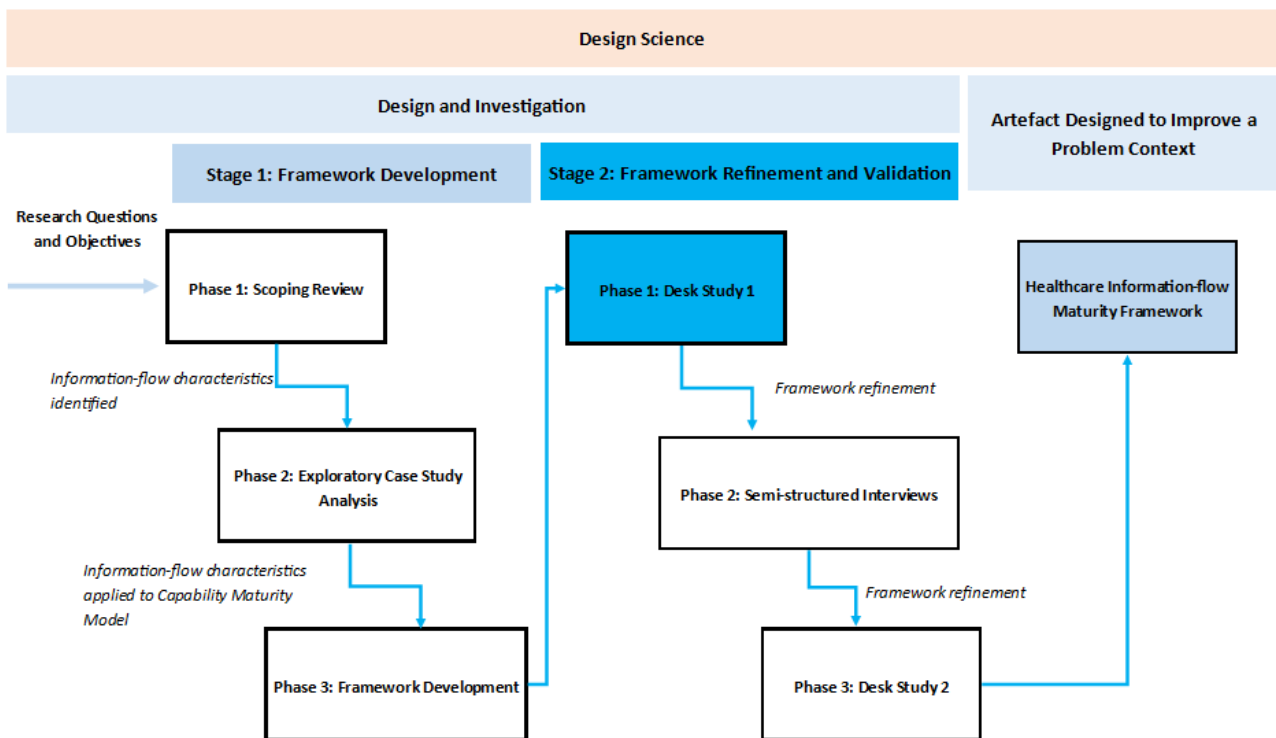 Design Science
Design and Investigation
Artefact Designed to Improve a
Problem Context
Stage 1: Framework Development
Stage 2: Framework Refinement and Validation
Research Questions
and Objectives
Phase 1: Scoping Review
Phase 1: Desk Study 1
Healthcare Information-flow
Maturity Framework
Information-flow characteristics
identified
Framework refinement
Phase 2: Exploratory Case Study
Analysis
Phase 2: Semi-structured Interviews
Information-flow characteristics
applied to Capability Maturity
Model
Framework refinement
Phase 3: Framework Development
Phase 3: Desk Study 2